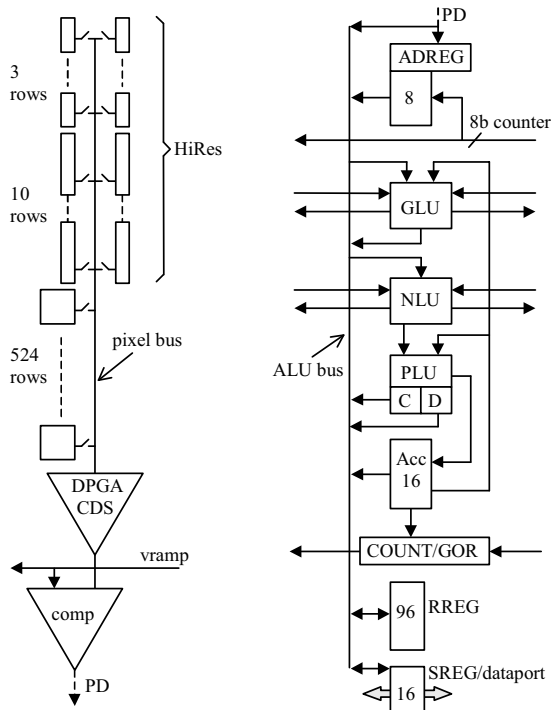 3
rows
HiRes
10
rows
524
rows
pixel bus
DPGA
CDS
vramp
comp
PD
PD
ADREG
8
8b counter
GLU
NLU
ALU bus
PLU
C D
Acc
16
COUNT/GOR
96 RREG
SREG/dataport
16